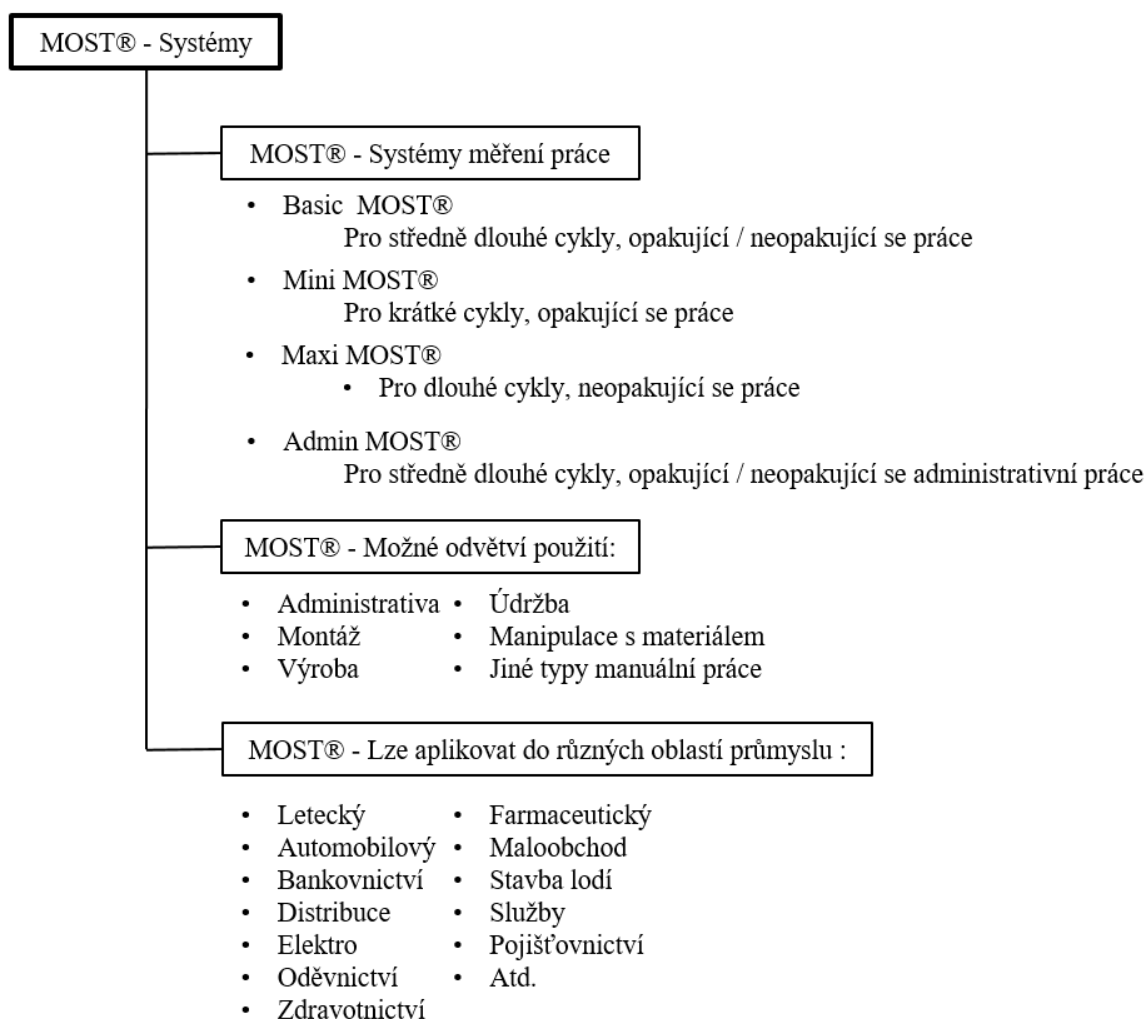 MOST® - Systémy
MOST® - Systémy měření práce
• Basic MOST®
Pro středně dlouhé cykly, opakující / neopakující se práce
• Mini MOST®
Pro krátké cykly, opakující se práce
• Maxi MOST®
• Pro dlouhé cykly, neopakující se práce
• Admin MOST®
Pro středně dlouhé cykly, opakující / neopakující se administrativní práce
MOST® - Možné odvětví použití:
• Administrativa
• Montáž
• Výroba
• Údržba
• Manipulace s materiálem
• Jiné typy manuální práce
MOST® - Lze aplikovat do různých oblastí průmyslu :
• Letecký
• Automobilový
• Bankovnictví
• Distribuce
• Elektro
• Oděvnictví
• Zdravotnictví
• Farmaceutický
• Maloobchod
• Stavba lodí
• Služby
• Pojišťovnictví
• Atd.